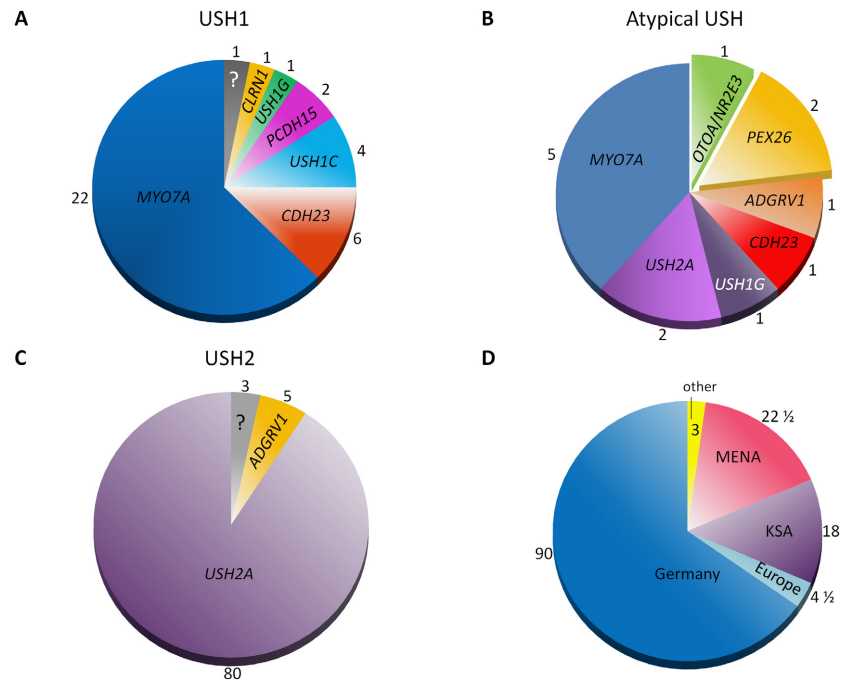 A
USH1
1
1
1
2
4
6
22
?
CLRN1
USH1G
PCDH15
USH1C
CDH23
MYO7A
B
Atypical USH
1
2
1
1
1
2
5
OTOA/NR2E3
PEX26
ADGRV1
CDH23
USH1G
USH2A
MYO7A
C
USH2
3
5
80
?
ADGRV1
USH2A
D
other
3
22 ½
MENA
KSA
18
Europe
4 ½
Germany
90